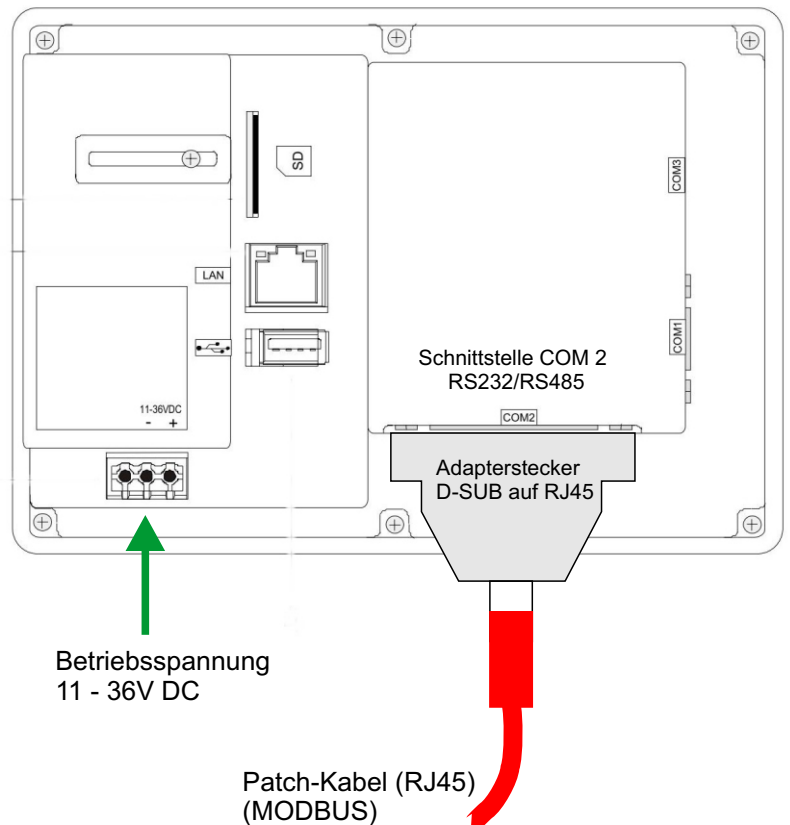 SD
COM3
LAN
COM1
Schnittstelle COM 2
RS232/RS485
11-36VDC
- +
COM2
Adapterstecker
D-SUB auf RJ45
Betriebsspannung
11 - 36V DC
Patch-Kabel (RJ45)
(MODBUS)